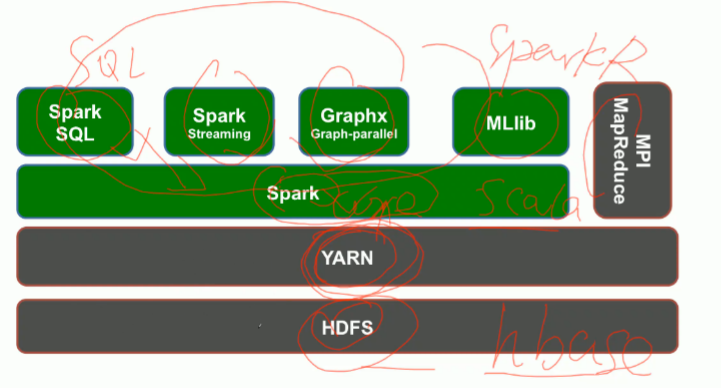 SQL
SparkR
Spark
SQL
Spark
Streaming
Graphx
Graph-parallel
MLlib
MPI
MapReduce
Spark
Scala
YARN
HDFS
hbase